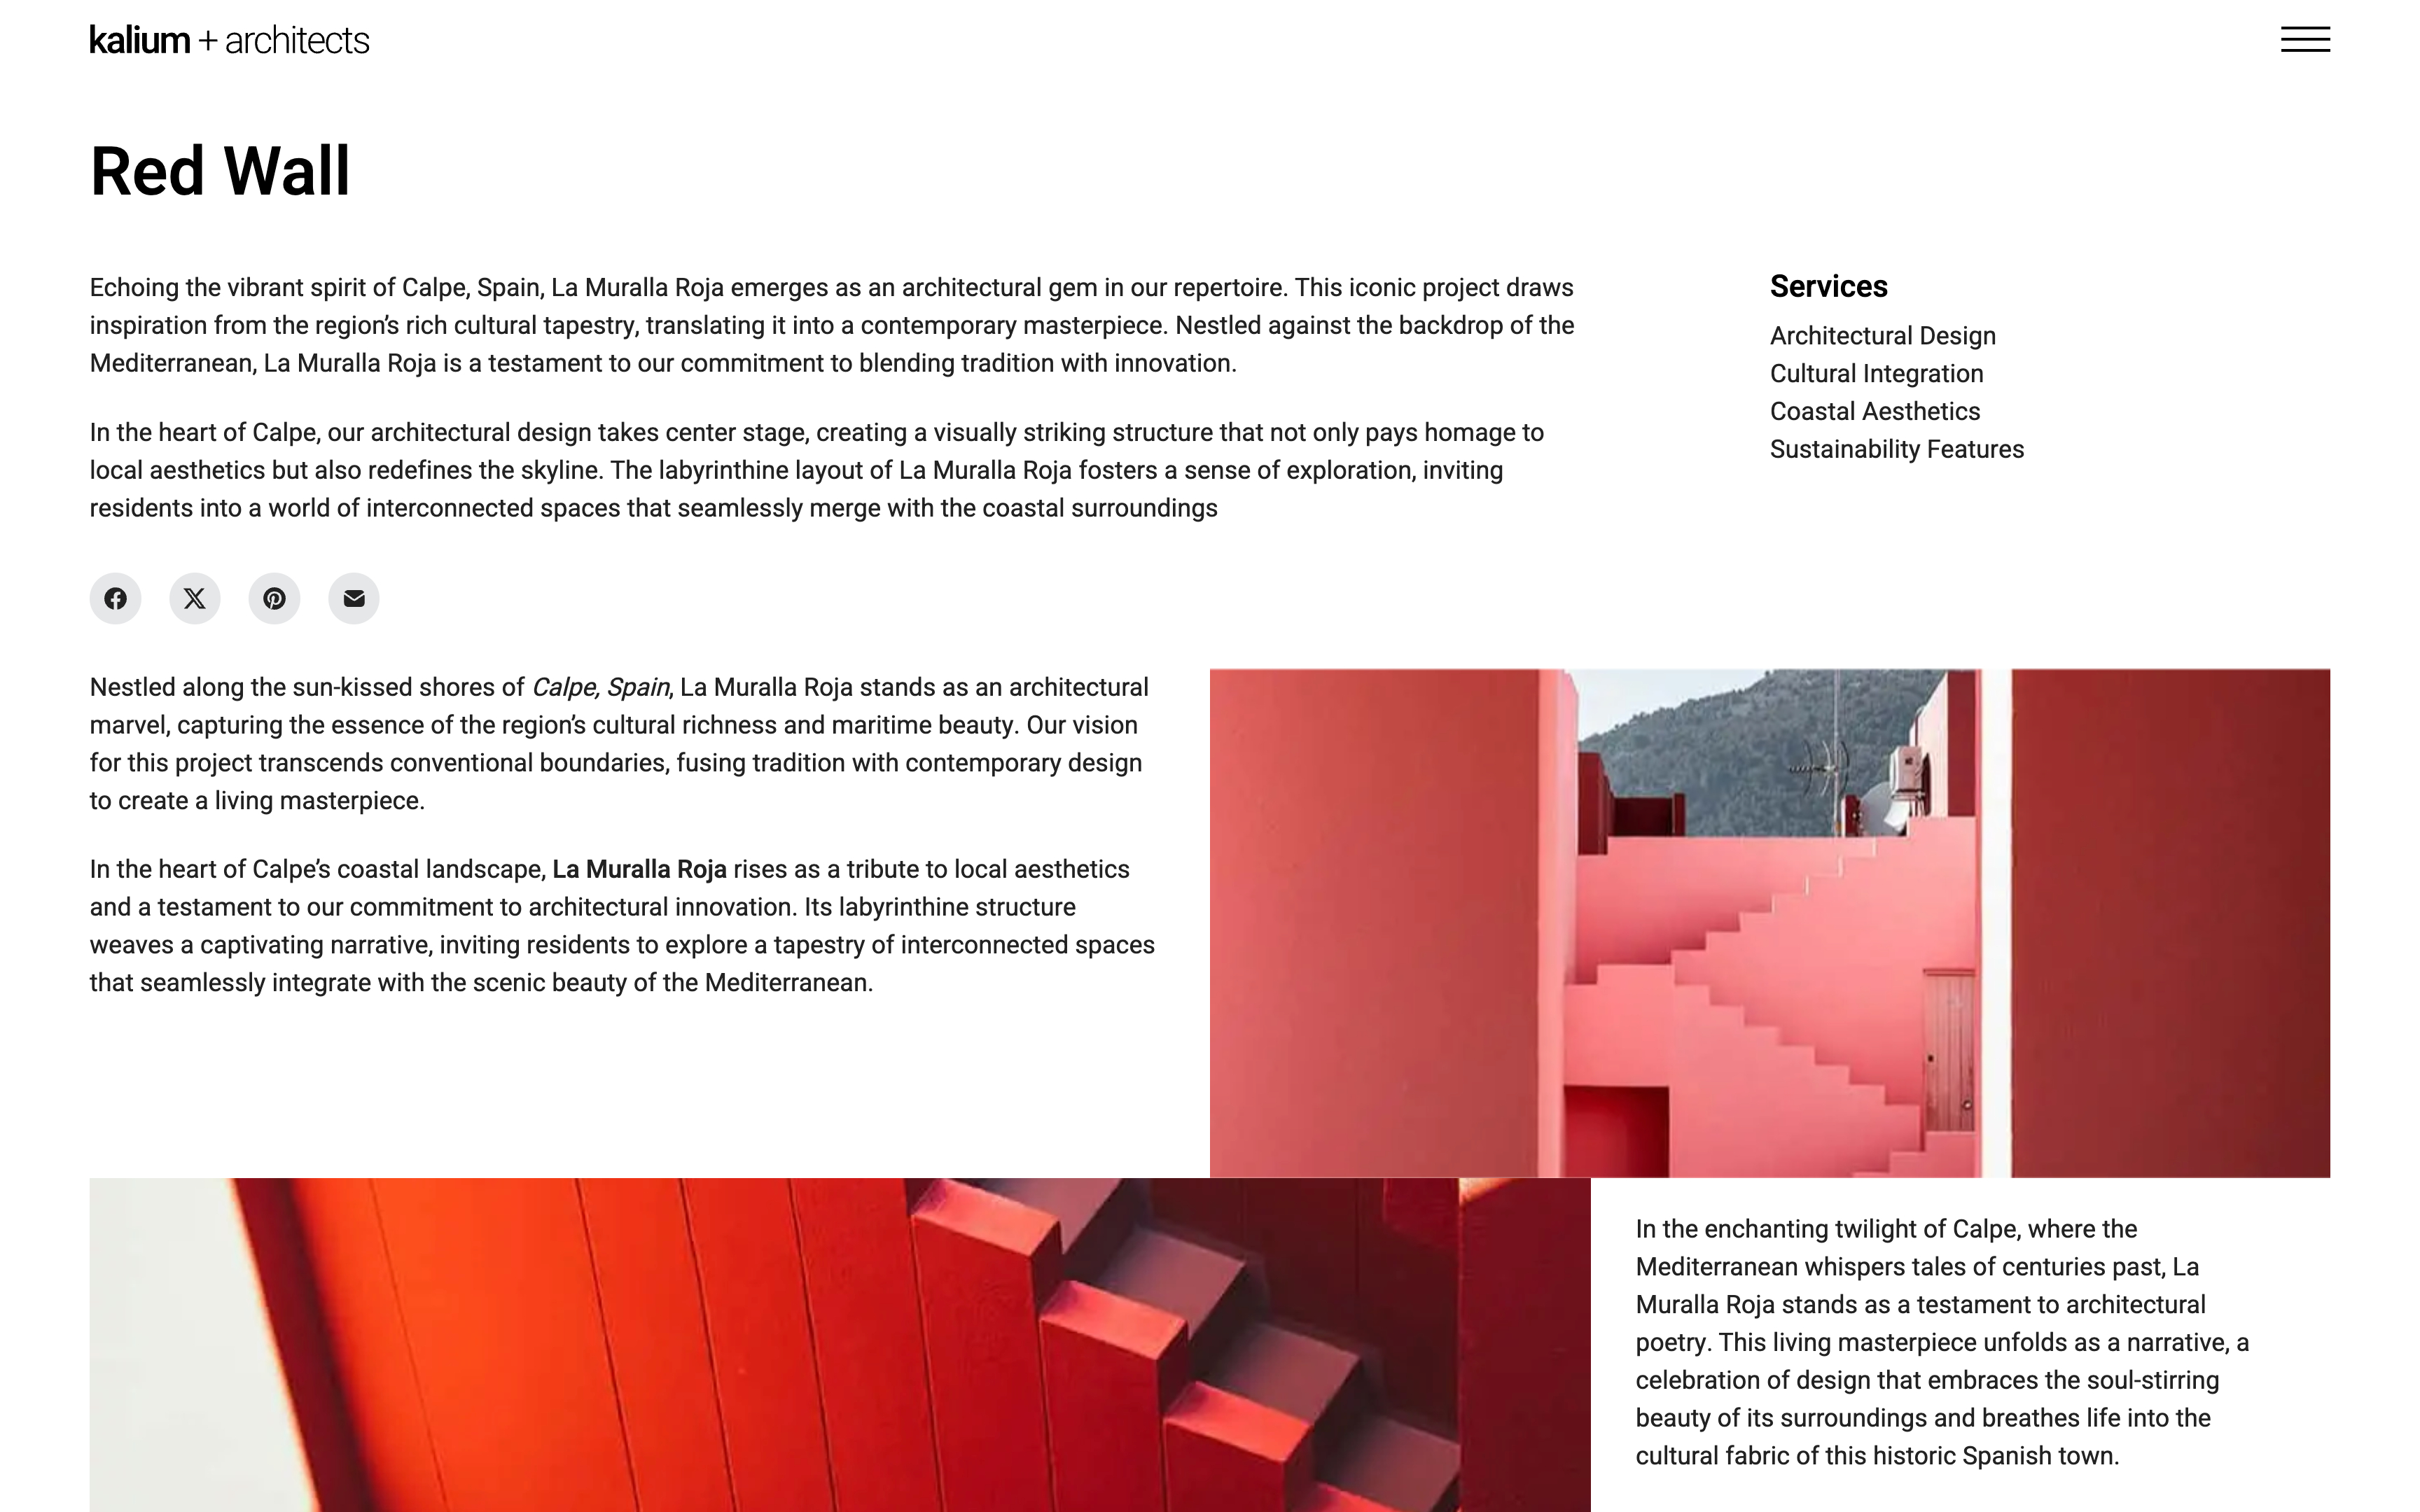 kalium + architects
Red Wall
Echoing the vibrant spirit of Calpe, Spain, La Muralla Roja emerges as an architectural gem in our repertoire. This iconic project draws
inspiration from the region’s rich cultural tapestry, translating it into a contemporary masterpiece. Nestled against the backdrop of the
Mediterranean, La Muralla Roja is a testament to our commitment to blending tradition with innovation.
In the heart of Calpe, our architectural design takes center stage, creating a visually striking structure that not only pays homage to
local aesthetics but also redefines the skyline. The labyrinthine layout of La Muralla Roja fosters a sense of exploration, inviting
residents into a world of interconnected spaces that seamlessly merge with the coastal surroundings
Services
Architectural Design
Cultural Integration
Coastal Aesthetics
Sustainability Features
Nestled along the sun-kissed shores of Calpe, Spain, La Muralla Roja stands as an architectural
marvel, capturing the essence of the region’s cultural richness and maritime beauty. Our vision
for this project transcends conventional boundaries, fusing tradition with contemporary design
to create a living masterpiece.
In the heart of Calpe’s coastal landscape, La Muralla Roja rises as a tribute to local aesthetics
and a testament to our commitment to architectural innovation. Its labyrinthine structure
weaves a captivating narrative, inviting residents to explore a tapestry of interconnected spaces
that seamlessly integrate with the scenic beauty of the Mediterranean.
In the enchanting twilight of Calpe, where the
Mediterranean whispers tales of centuries past, La
Muralla Roja stands as a testament to architectural
poetry. This living masterpiece unfolds as a narrative, a
celebration of design that embraces the soul-stirring
beauty of its surroundings and breathes life into the
cultural fabric of this historic Spanish town.